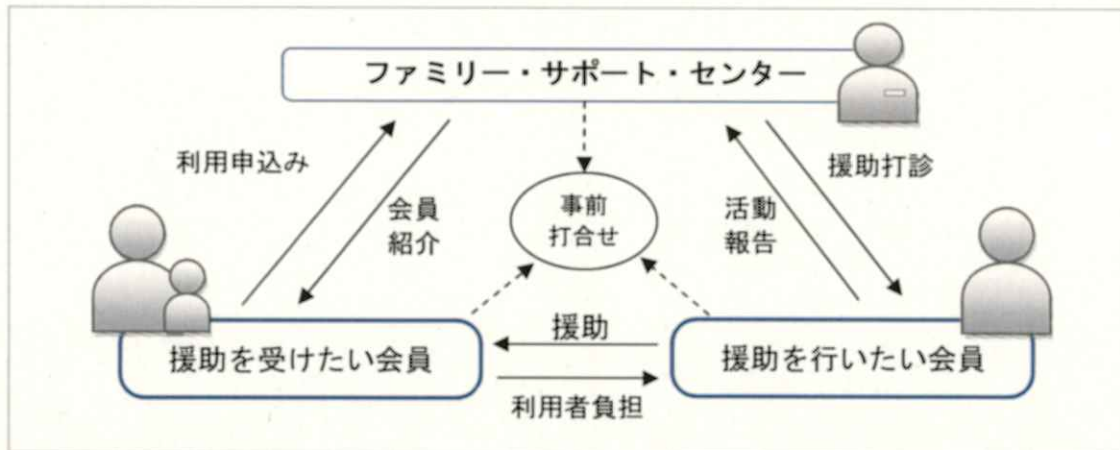 ファミリー・サポート・センター
利用申込み
会員
紹介
事前
打合せ
活動
報告
援助打診
援助を受けたい会員
援助
利用者負担
援助を行いたい会員